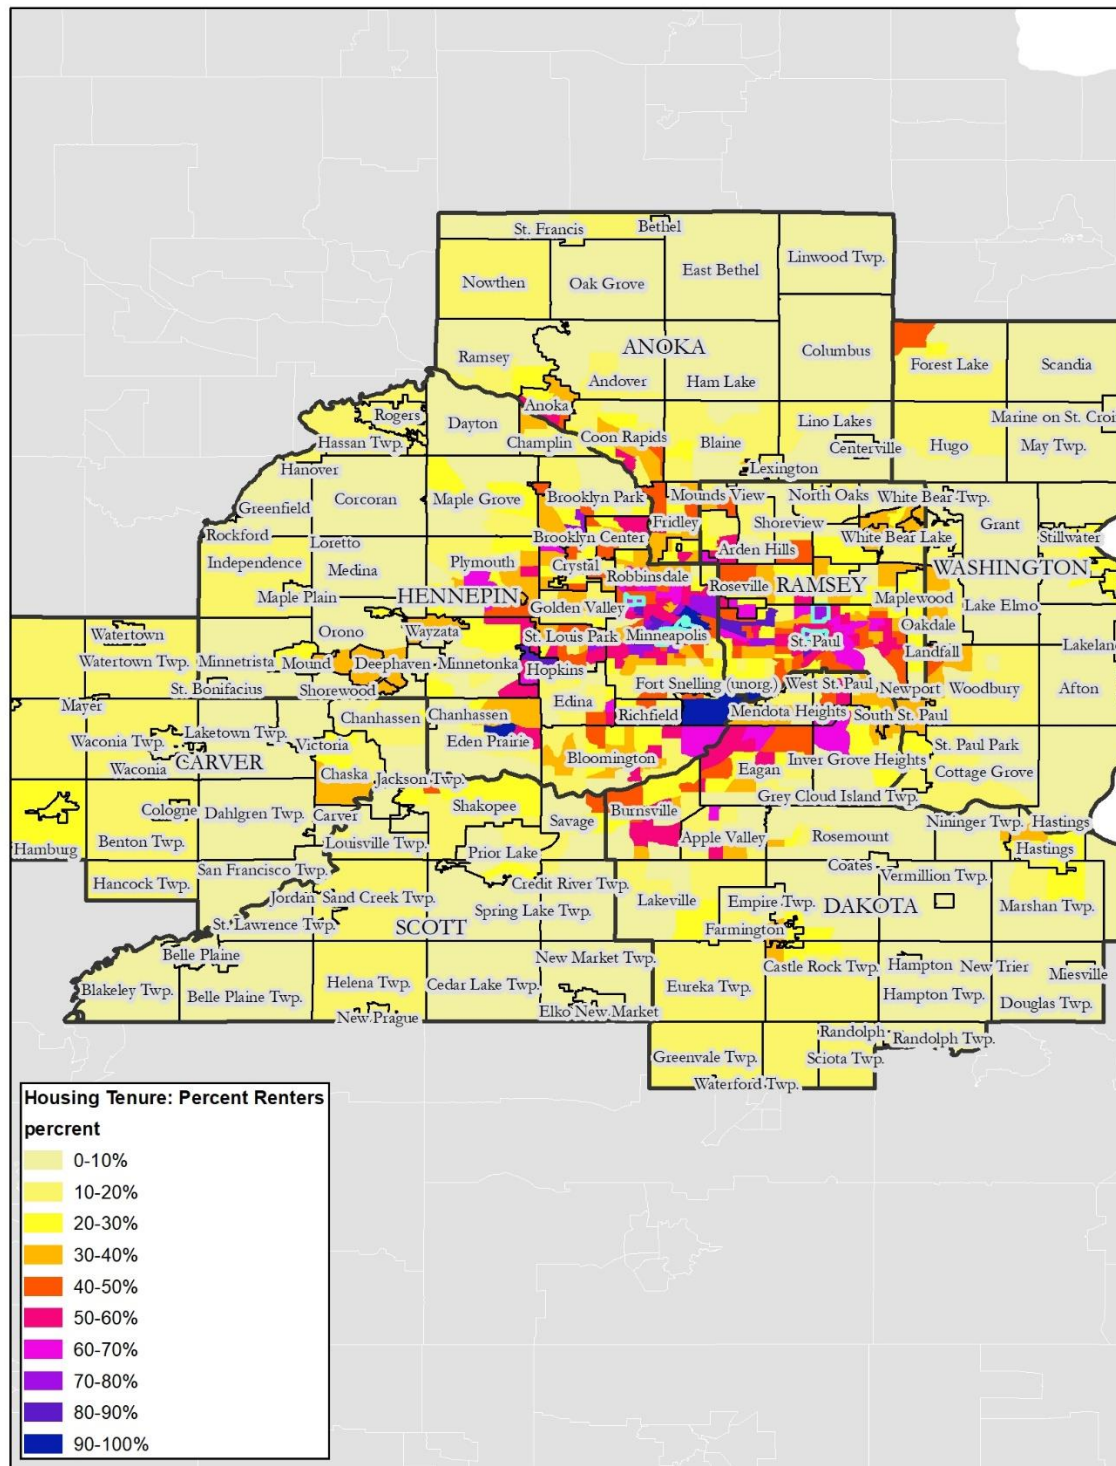 St. Francis
Bethel
Linwood Twp.
East Bethel
Nowthen
Oak Grove
ANOKA
Ramsey
Columbus
Forest Lake
Scandia
Andover
Ham Lake
Anoka
Rogers
Dayton
Lino Lakes
Marine on St. Croi
Hassan Twp.
Champlin
Coon Rapids
Blaine
Centerville
Hugo
May Twp.
Hanover
Lexington
Corcoran
Maple Grove
Brooklyn Park
Mounds View
North Oaks
White Bear Twp.
Greenfield
Fridley
Shoreview
Grant
Rockford
Brooklyn Center
White Bear Lake
Stillwater
Loretto
Arden Hills
Independence
Medina
Plymouth
Crystal
Robbinsdale
Roseville
RAMSEY
WASHINGTON
Maple Plain
HENNEPIN
Golden Valley
Maplewood
Lake Elmo
Watertown
Orono
Wayzata
St. Louis Park
Minneapolis
St. Paul
Oakdale
Lakeland
Watertown Twp.
Minnetrista
Mound
Deephaven
Minnetonka
Hopkins
Landfall
St. Bonifacius
Shorewood
Fort Snelling (unorg.)
West St. Paul
Newport
Woodbury
Afton
Mayer
Edina
Richfield
Mendota Heights
South St. Paul
Chanhassen
Chanhassen
Laketown Twp.
Waconia Twp.
Victoria
Eden Prairie
St. Paul Park
Waconia
CARVER
Bloomington
Inver Grove Heights
Chaska
Jackson Twp.
Eagan
Cottage Grove
Grey Cloud Island Twp.
Cologne
Dahlgren Twp.
Carver
Shakopee
Savage
Burnsville
Nininger Twp.
Hastings
Hamburg
Benton Twp.
Louisville Twp.
Prior Lake
Apple Valley
Rosemount
Hastings
San Francisco Twp.
Coates
Vermillion Twp.
Hancock Twp.
Credit River Twp.
Jordan
Sand Creek Twp.
Lakeville
Empire Twp.
DAKOTA
Marshan Twp.
Spring Lake Twp.
St. Lawrence Twp.
SCOTT
Farmington
Belle Plaine
New Market Twp.
Castle Rock Twp.
Hampton
New Trier
Miesville
Blakeley Twp.
Belle Plaine Twp.
Helena Twp.
Cedar Lake Twp.
Eureka Twp.
Hampton Twp.
Douglas Twp.
New Prague
Elko New Market
Randolph
Randolph Twp.
Greenvale Twp.
Sciota Twp.
Waterford Twp.
Housing Tenure: Percent Renters
percrent
0-10%
10-20%
20-30%
30-40%
40-50%
50-60%
60-70%
70-80%
80-90%
90-100%